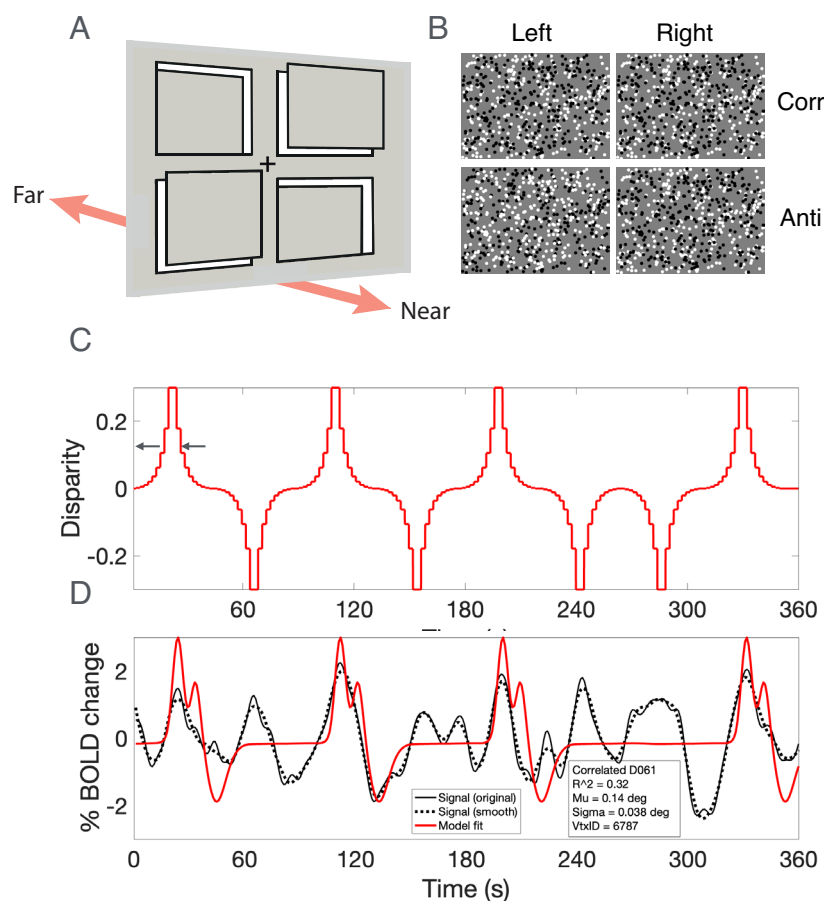 A
Far
Near
B
Left Right
Corr
Anti
C
Disparity
0.2
0
-0.2
60 120 180 240 300 360
D
% BOLD change
2
0
-2
Signal (original)
Signal (smooth)
Model fit
Correlated D061
R^2 = 0.32
Mu = 0.14 deg
Sigma = 0.038 deg
VtxID = 6787
0 60 120 180 240 300 360
Time (s)